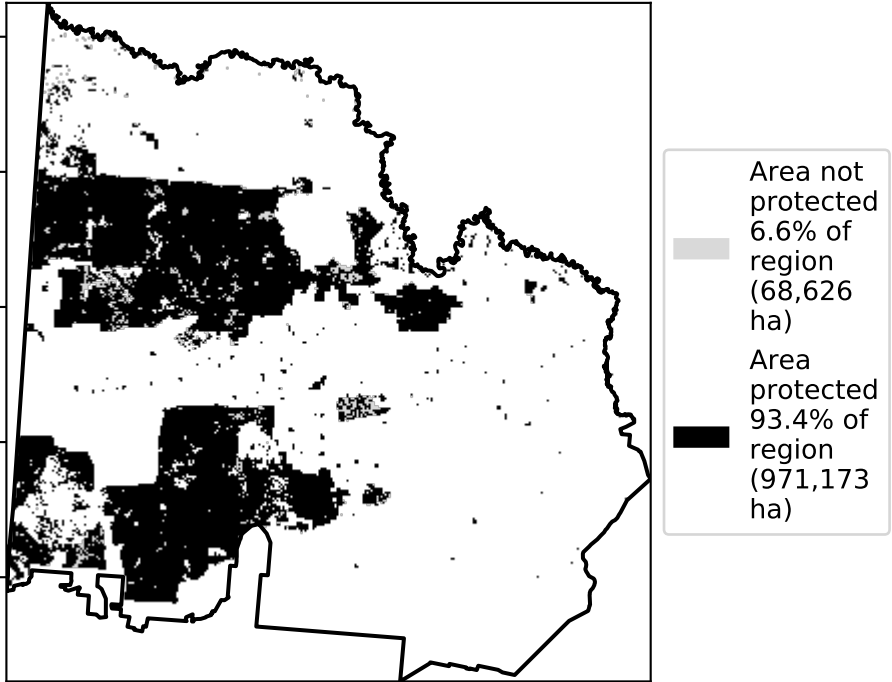 Area not
protected
6.6% of
region
(68,626
ha)
Area
protected
93.4% of
region
(971,173
ha)